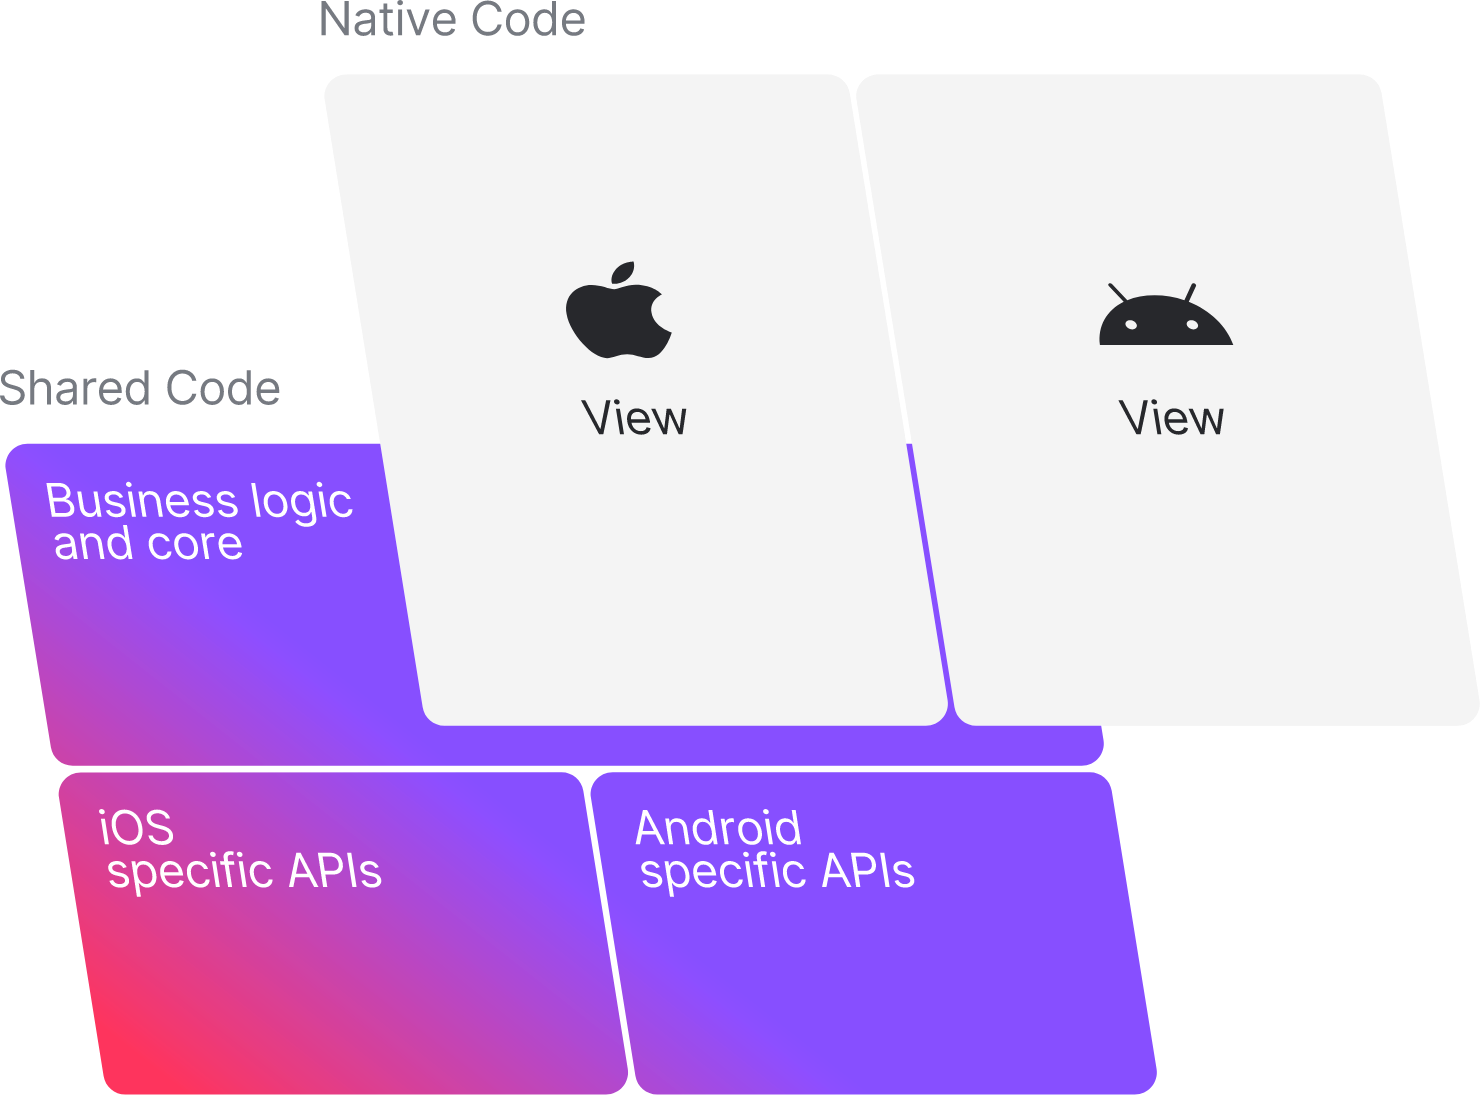 Native Code
View
View
Shared Code
Business logic
and core
iOS
specific APIs
Android
specific APIs